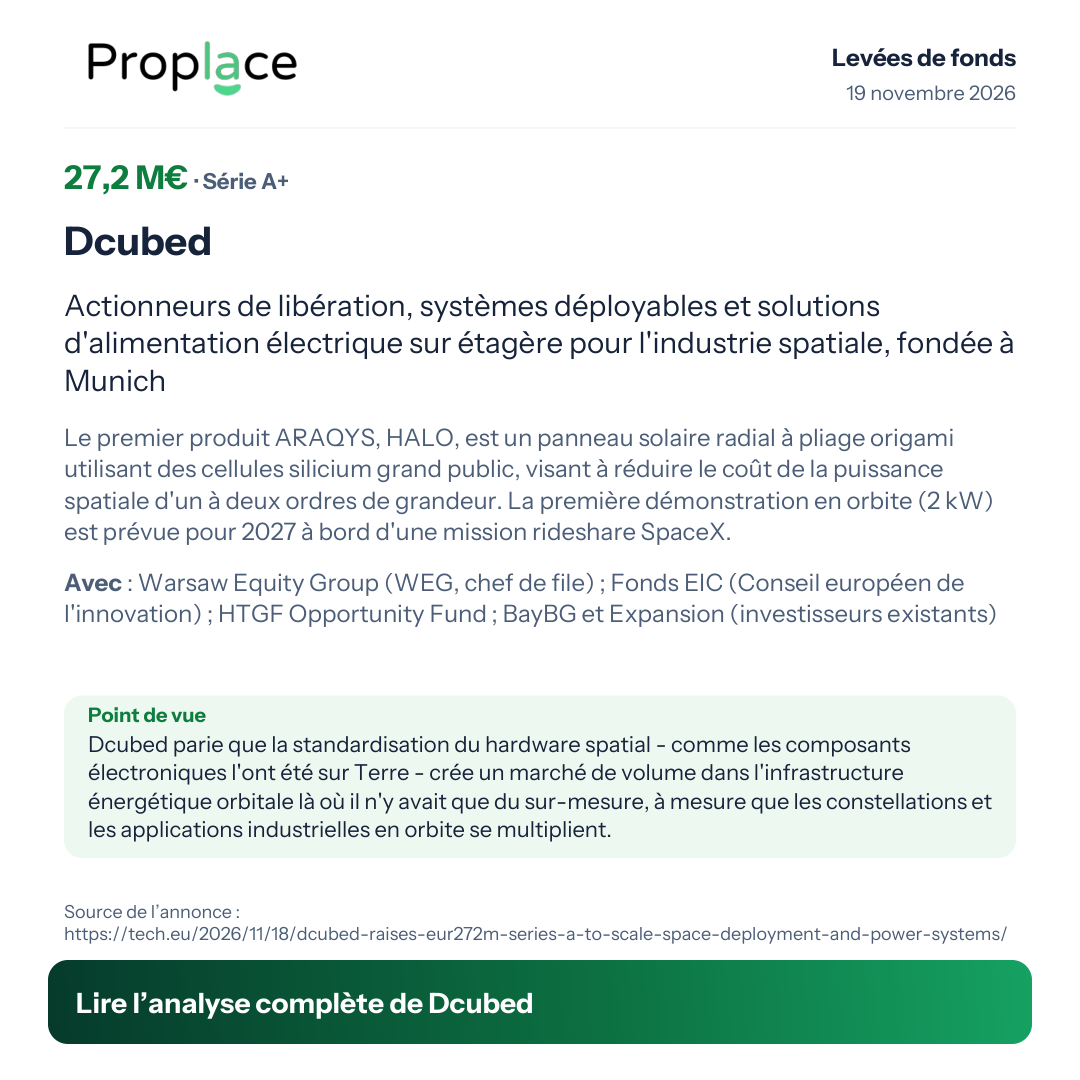 Proplace
Levées de fonds
19 novembre 2026
27,2 M€ · Série A+
Dcubed
Actionneurs de libération, systèmes déployables et solutions
d'alimentation électrique sur étagère pour l'industrie spatiale, fondée à
Munich
Le premier produit ARAQYS, HALO, est un panneau solaire radial à pliage origami
utilisant des cellules silicium grand public, visant à réduire le coût de la puissance
spatiale d'un à deux ordres de grandeur. La première démonstration en orbite (2 kW)
est prévue pour 2027 à bord d'une mission rideshare SpaceX.
Avec : Warsaw Equity Group (WEG, chef de file) ; Fonds EIC (Conseil européen de
l'innovation) ; HTGF Opportunity Fund ; BayBG et Expansion (investisseurs existants)
Point de vue
Dcubed parie que la standardisation du hardware spatial - comme les composants
électroniques l'ont été sur Terre - crée un marché de volume dans l'infrastructure
énergétique orbitale là où il n'y avait que du sur-mesure, à mesure que les constellations et
les applications industrielles en orbite se multiplient.
Source de l’annonce :
https://tech.eu/2026/11/18/dcubed-raises-eur272m-series-a-to-scale-space-deployment-and-power-systems/
Lire l’analyse complète de Dcubed